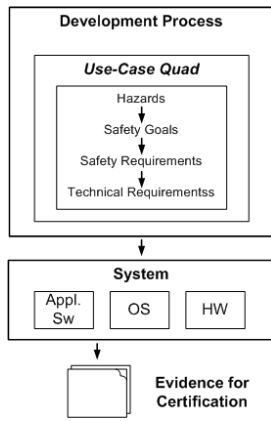 Development Process
Use-Case Quad
Hazards
Safety Goals
Safety Requirements
Technical Requirementss
System
Appl.
Sw
OS
HW
Evidence for
Certification